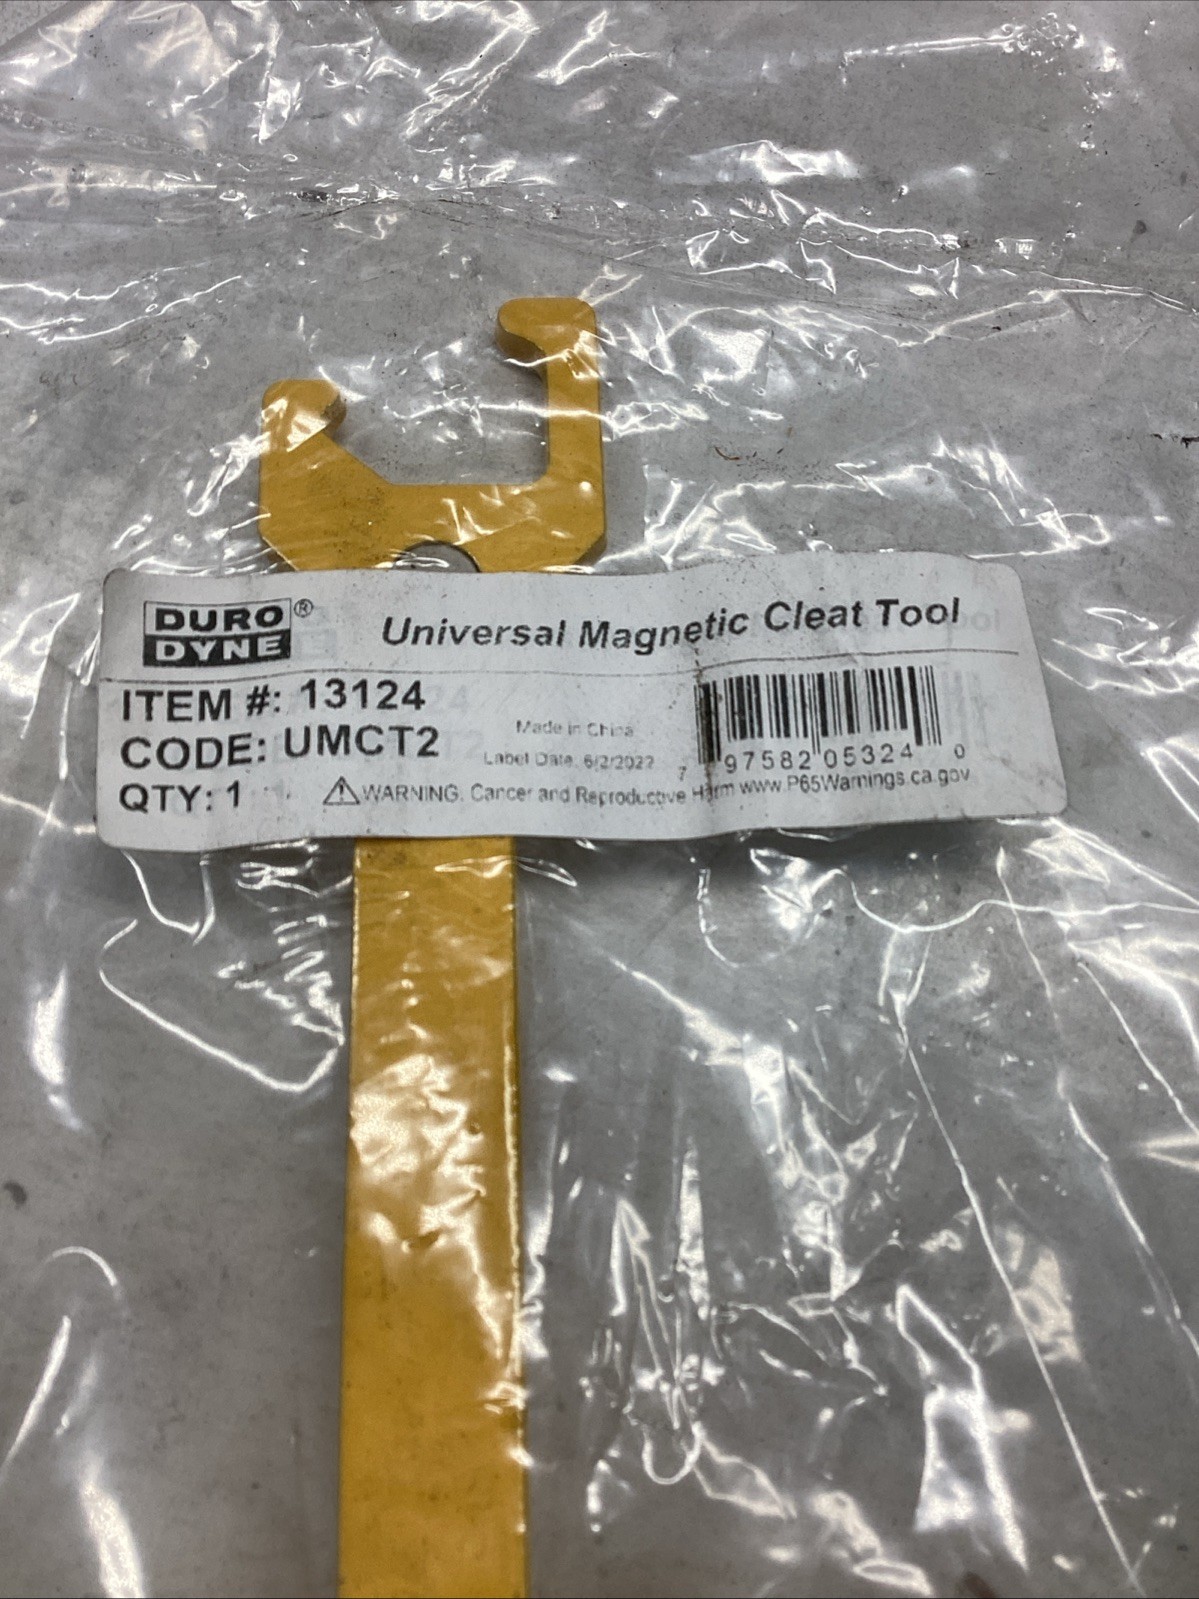 DURO ®
DYNE
Universal Magnetic Cleat Tool
ITEM #: 13124
CODE: UMCT2
QTY: 1
Made in China
Label Date: 6/2/2022
7 97582 05324 0
WARNING: Cancer and Reproductive Harm www.P65Warnings.ca.gov